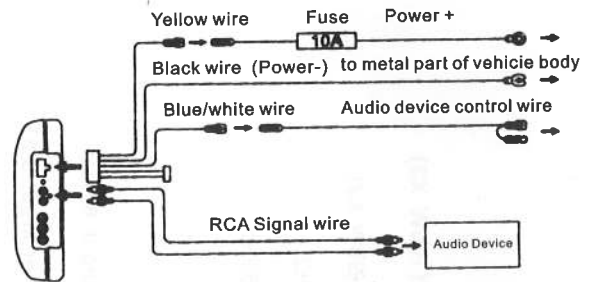 Yellow wire Fuse Power +
10A
Black wire (Power-) to metal part of vehicie body
Blue/white wire Audio device control wire
RCA Signal wire
Audio Device